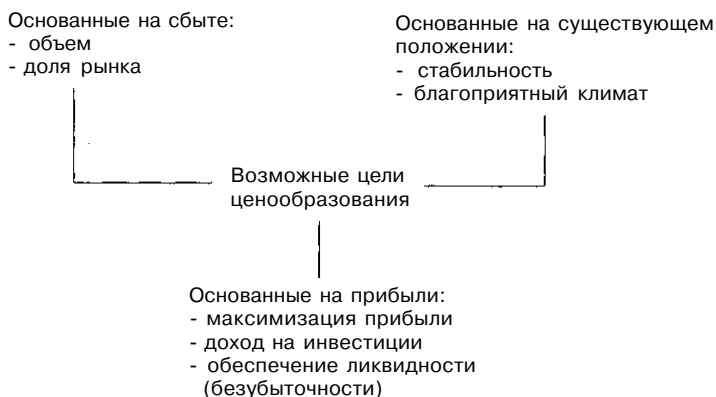 Основанные на сбыте:
- объем
- доля рынка
Основанные на существующем
положении:
- стабильность
- благоприятный климат
Возможные цели
ценообразования
Основанные на прибыли:
- максимизация прибыли
- доход на инвестиции
- обеспечение ликвидности
(безубыточности)